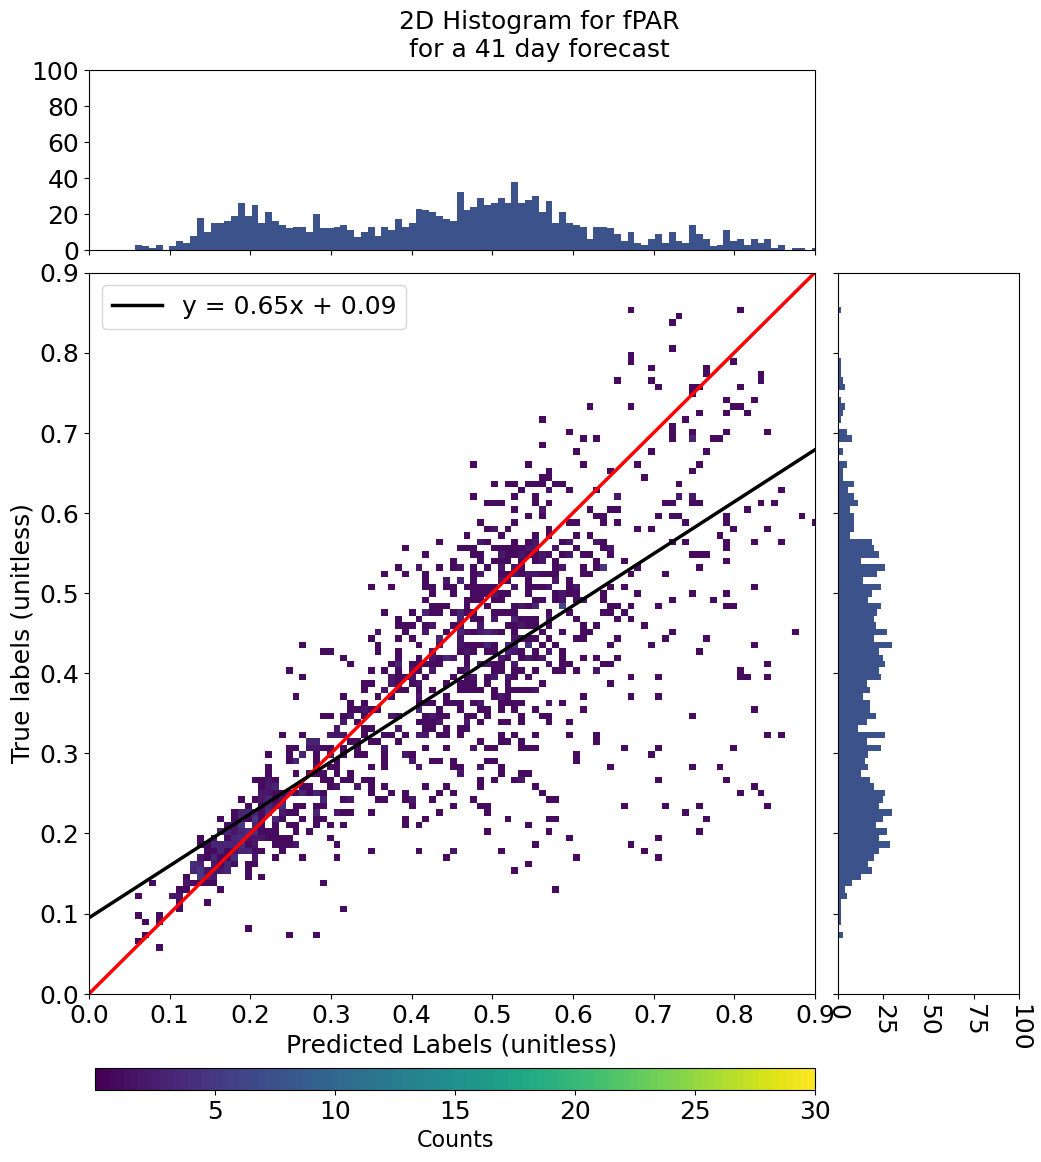 2D Histogram for fPAR
for a 41 day forecast
100
80
60
40
20
0
0.9
0.8
0.7
0.6
0.5
0.4
0.3
0.2
0.1
0.0
True labels (unitless)
y = 0.65x + 0.09
0.0 0.1 0.2 0.3 0.4 0.5 0.6 0.7 0.8 0.9
Predicted Labels (unitless)
0 25 50 75 100
5 10 15 20 25 30
Counts